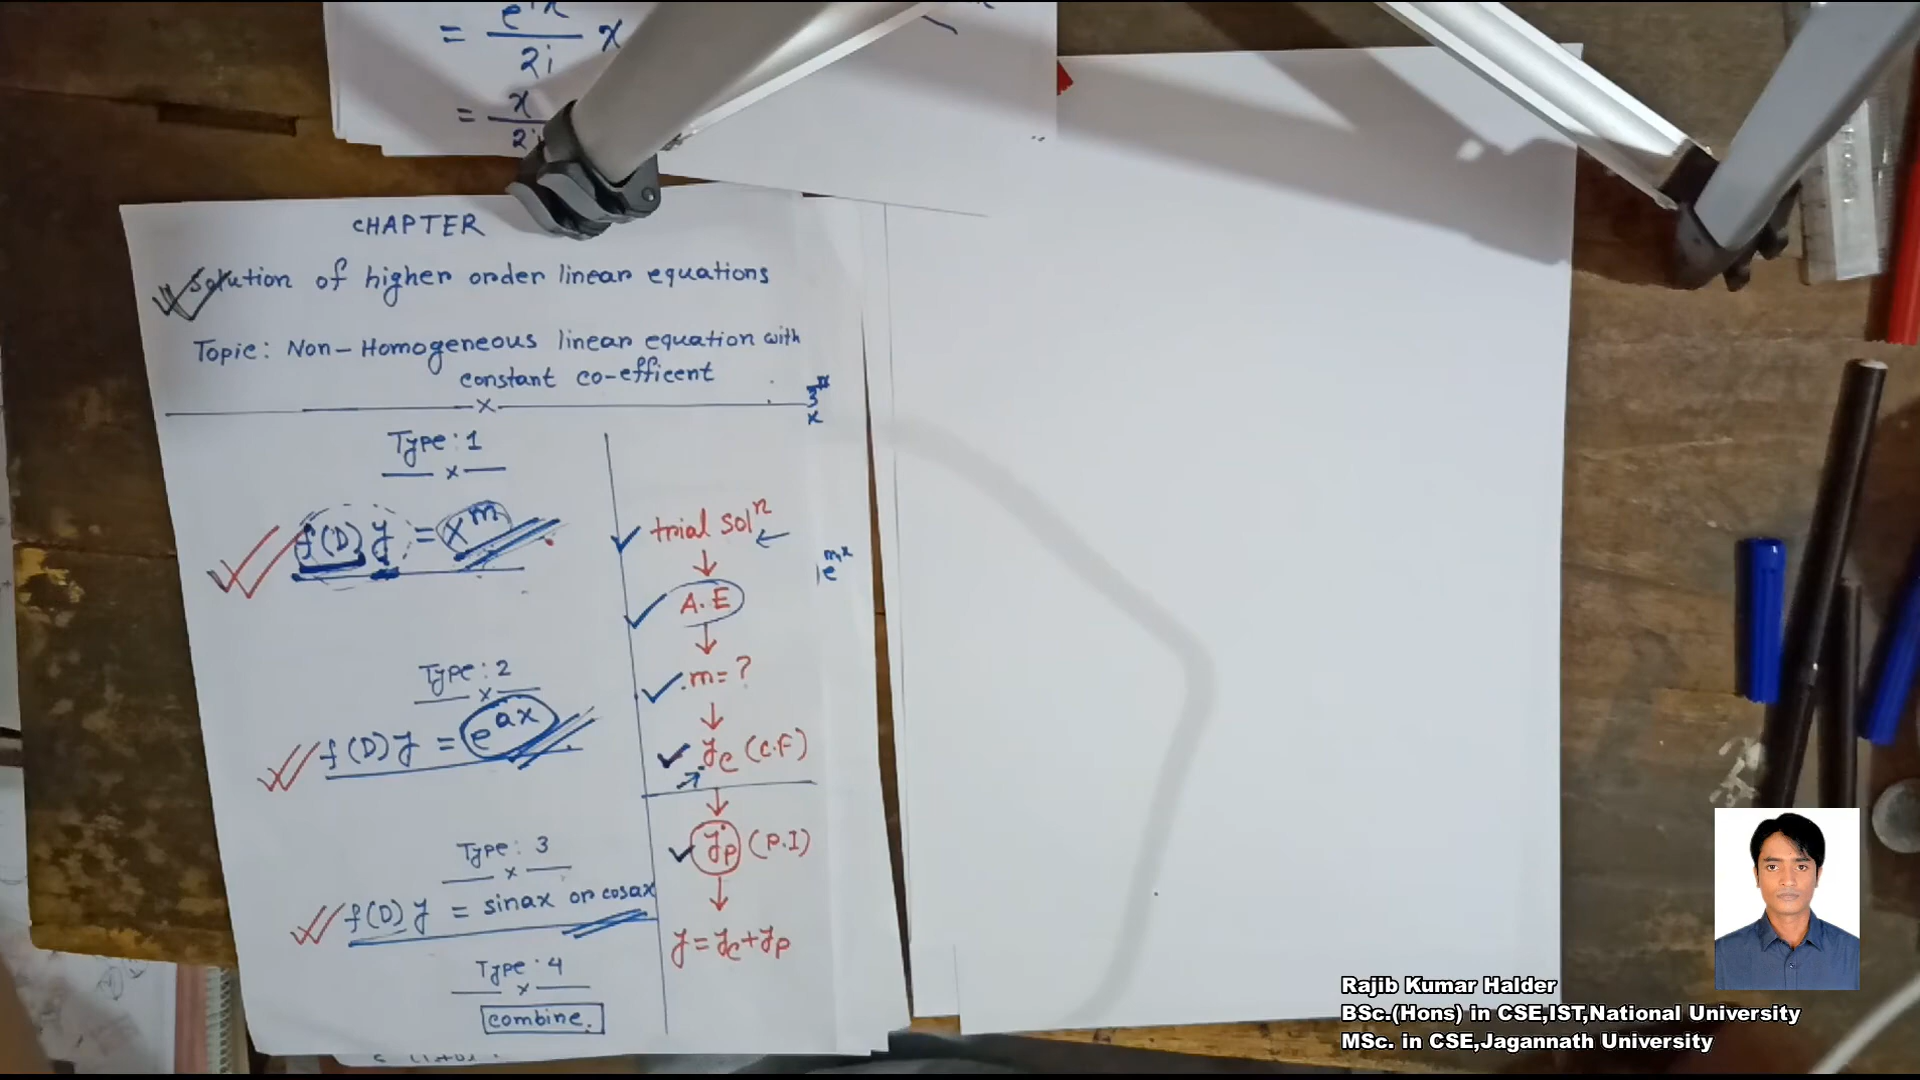 = e^ix / 2i x
= x / 2i
CHAPTER
Solution of higher order linear equations
Topic: Non-Homogeneous linear equation with
constant co-efficent
x
3^x
x
Type: 1
x
f(D) y = x^m
Type: 2
x
f(D) y = e^ax
Type: 3
x
f(D) y = sinax or cosax
Type: 4
x
combine.
trial sol^n
e^mx
A.E
m = ?
y_c (C.F)
y_p (P.I)
y = y_c + y_p
Rajib Kumar Halder
BSc.(Hons) in CSE,IST,National University
MSc. in CSE,Jagannath University